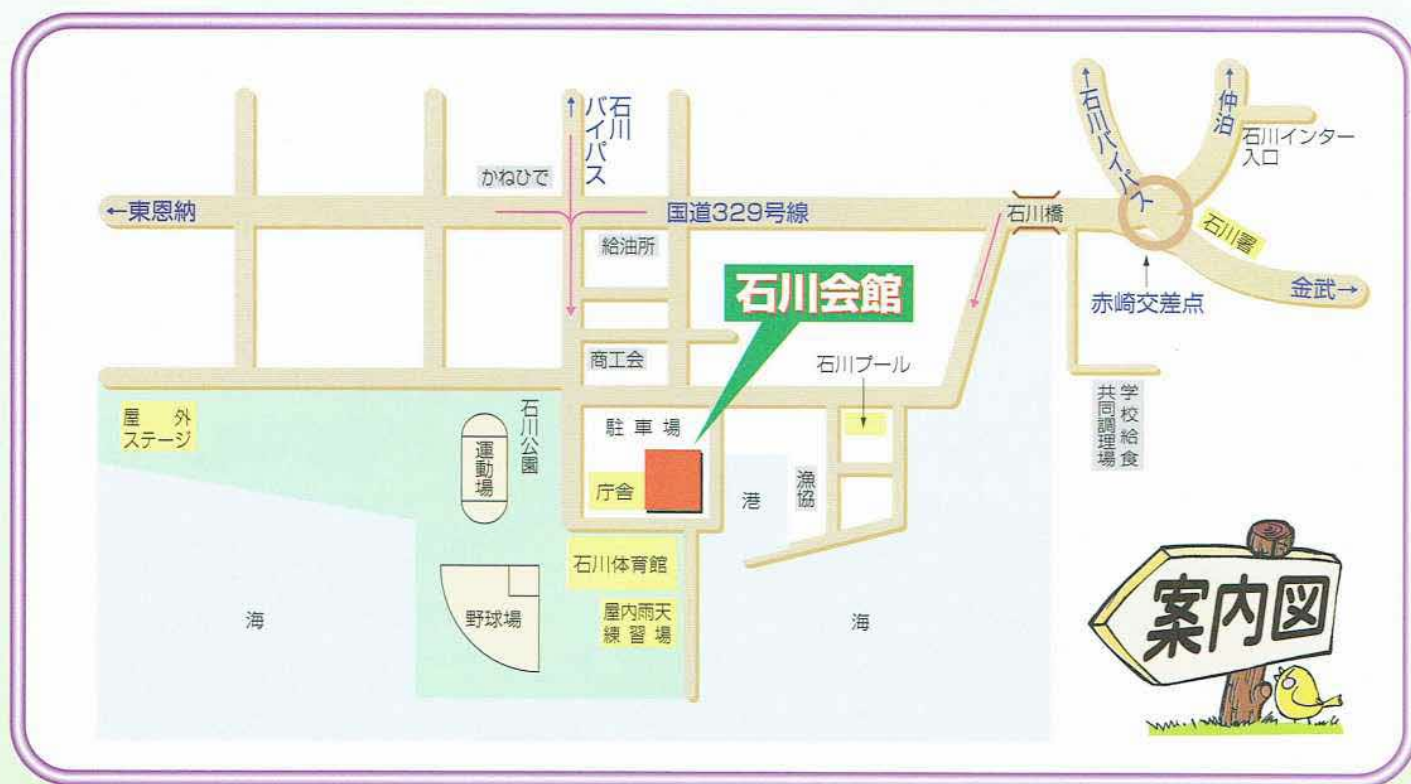 石川
バイパス
↑
↑石川バイパス
↑仲泊
石川インター
入口
かねひで
←東恩納
国道329号線
石川橋
石川署
給油所
石川会館
赤崎交差点
金武→
商工会
石川プール
学校給食
共同調理場
屋外
ステージ
石川公園
運動場
駐車場
庁舎
港
漁協
石川体育館
野球場
屋内雨天
練習場
海
海
案内図